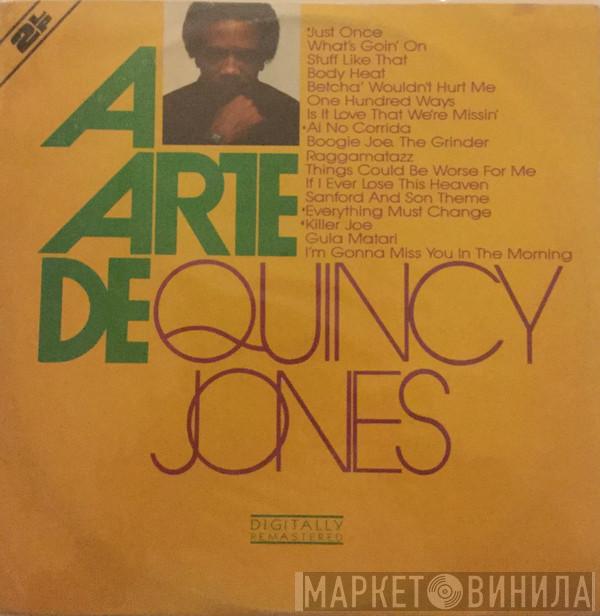 2LP
A
ARTE
DE QUINCY
JONES
'Just Once
What's Goin' On
Stuff Like That
Body Heat
Betcha' Wouldn't Hurt Me
One Hundred Ways
Is It Love That We're Missin'
Ai No Corrida
Boogie Joe, The Grinder
Raggamatazz
Things Could Be Worse For Me
If I Ever Lose This Heaven
Sanford And Son Theme
Everything Must Change
Killer Joe
Gula Matari
I'm Gonna Miss You In The Morning
DIGITALLY
REMASTERED
МАРКЕТ ВИНИЛА